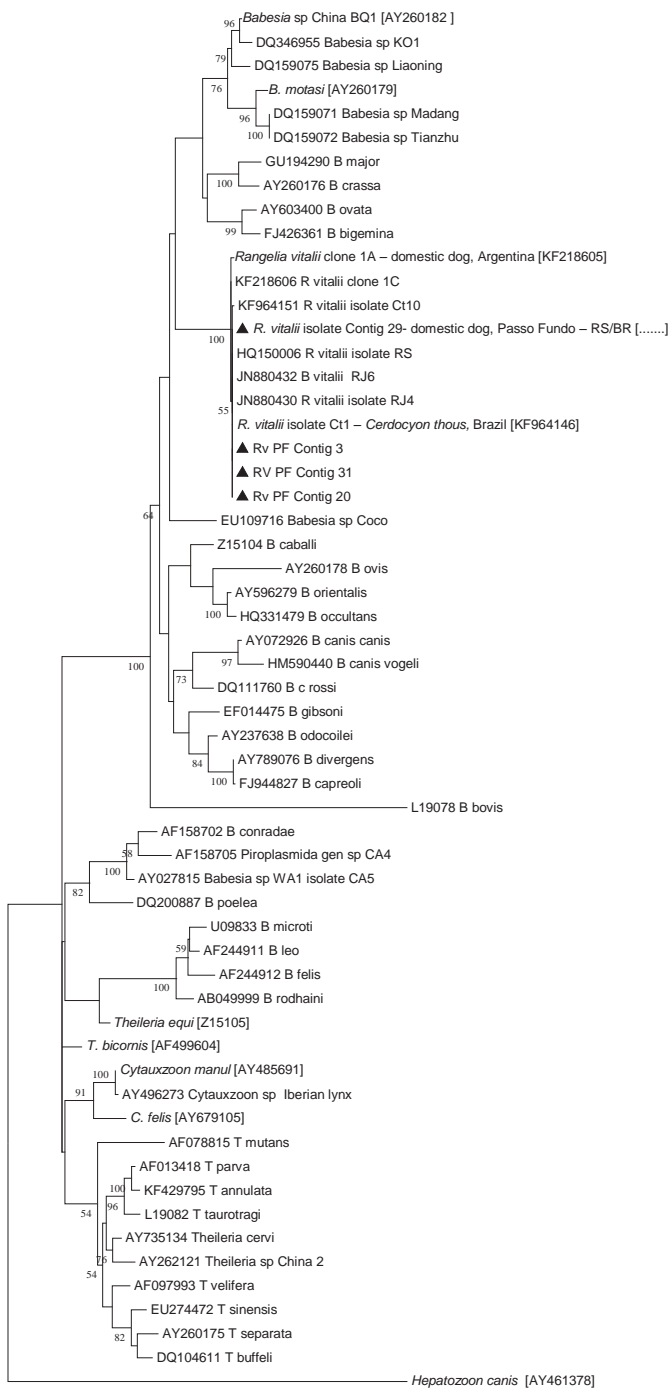 Babesia sp China BQ1 [AY260182 ]
96
DQ346955 Babesia sp KO1
79
DQ159075 Babesia sp Liaoning
76
B. motasi [AY260179]
DQ159071 Babesia sp Madang
96
DQ159072 Babesia sp Tianzhu
100
GU194290 B major
100
AY260176 B crassa
AY603400 B ovata
99
FJ426361 B bigemina
Rangelia vitalii clone 1A – domestic dog, Argentina [KF218605]
KF218606 R vitalii clone 1C
KF964151 R vitalii isolate Ct10
▲ R. vitalii isolate Contig 29- domestic dog, Passo Fundo – RS/BR [.......]
100
HQ150006 R vitalii isolate RS
JN880432 B vitalii RJ6
JN880430 R vitalii isolate RJ4
55
R. vitalii isolate Ct1 – Cerdocyon thous, Brazil [KF964146]
▲ Rv PF Contig 3
▲ RV PF Contig 31
▲ Rv PF Contig 20
64
EU109716 Babesia sp Coco
Z15104 B caballi
AY260178 B ovis
AY596279 B orientalis
100
HQ331479 B occultans
AY072926 B canis canis
97
HM590440 B canis vogeli
100
73
DQ111760 B c rossi
EF014475 B gibsoni
AY237638 B odocoilei
84
AY789076 B divergens
100
FJ944827 B capreoli
L19078 B bovis
AF158702 B conradae
58
AF158705 Piroplasmida gen sp CA4
100
AY027815 Babesia sp WA1 isolate CA5
82
DQ200887 B poelea
U09833 B microti
59
AF244911 B leo
AF244912 B felis
100
AB049999 B rodhaini
Theileria equi [Z15105]
T. bicornis [AF499604]
Cytauxzoon manul [AY485691]
100
91
AY496273 Cytauxzoon sp Iberian lynx
C. felis [AY679105]
AF078815 T mutans
AF013418 T parva
100
KF429795 T annulata
96
54
L19082 T taurotragi
AY735134 Theileria cervi
76
AY262121 Theileria sp China 2
54
AF097993 T velifera
EU274472 T sinensis
82
AY260175 T separata
DQ104611 T buffeli
Hepatozoon canis [AY461378]